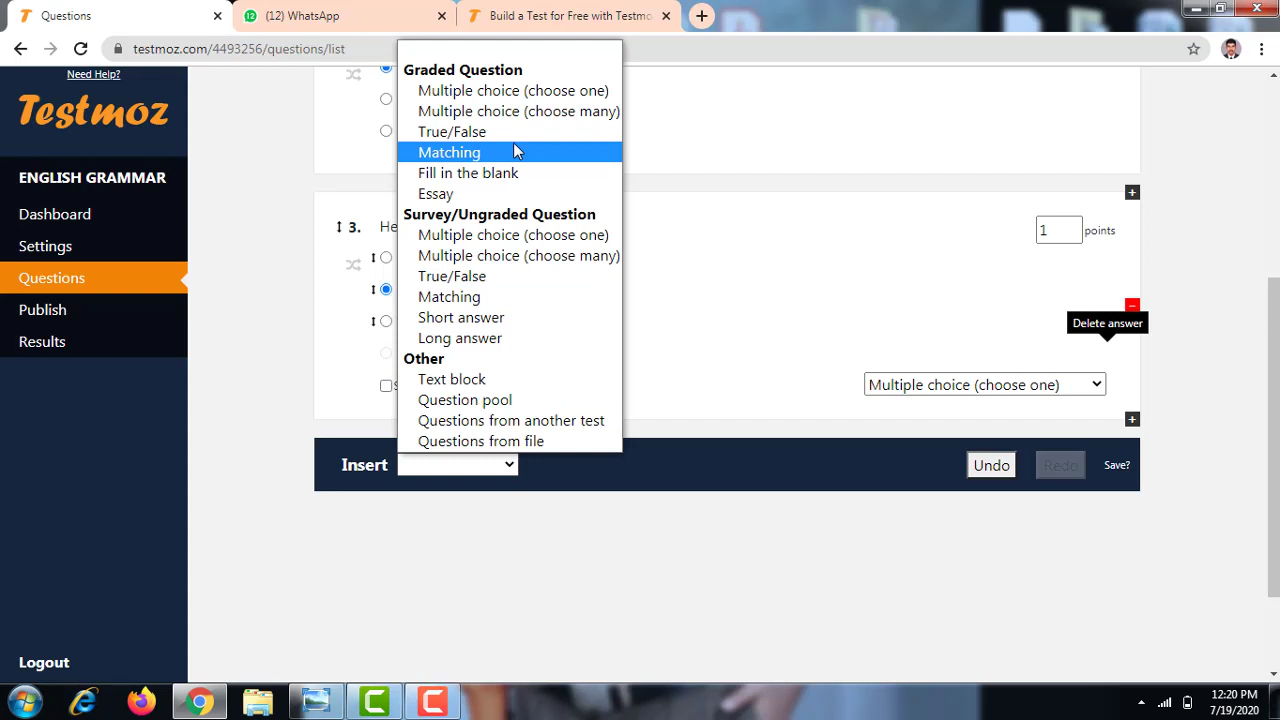 Questions
(12) WhatsApp
Build a Test for Free with Testmo
testmoz.com/4493256/questions/list
Need Help?
Testmoz
ENGLISH GRAMMAR
Dashboard
Settings
Questions
Publish
Results
Logout
Graded Question
Multiple choice (choose one)
Multiple choice (choose many)
True/False
Matching
Fill in the blank
Essay
Survey/Ungraded Question
Multiple choice (choose one)
Multiple choice (choose many)
True/False
Matching
Short answer
Long answer
Other
Text block
Question pool
Questions from another test
Questions from file
3. He
1 points
Delete answer
Multiple choice (choose one)
Insert
Undo
Redo
Save?
12:20 PM
7/19/2020